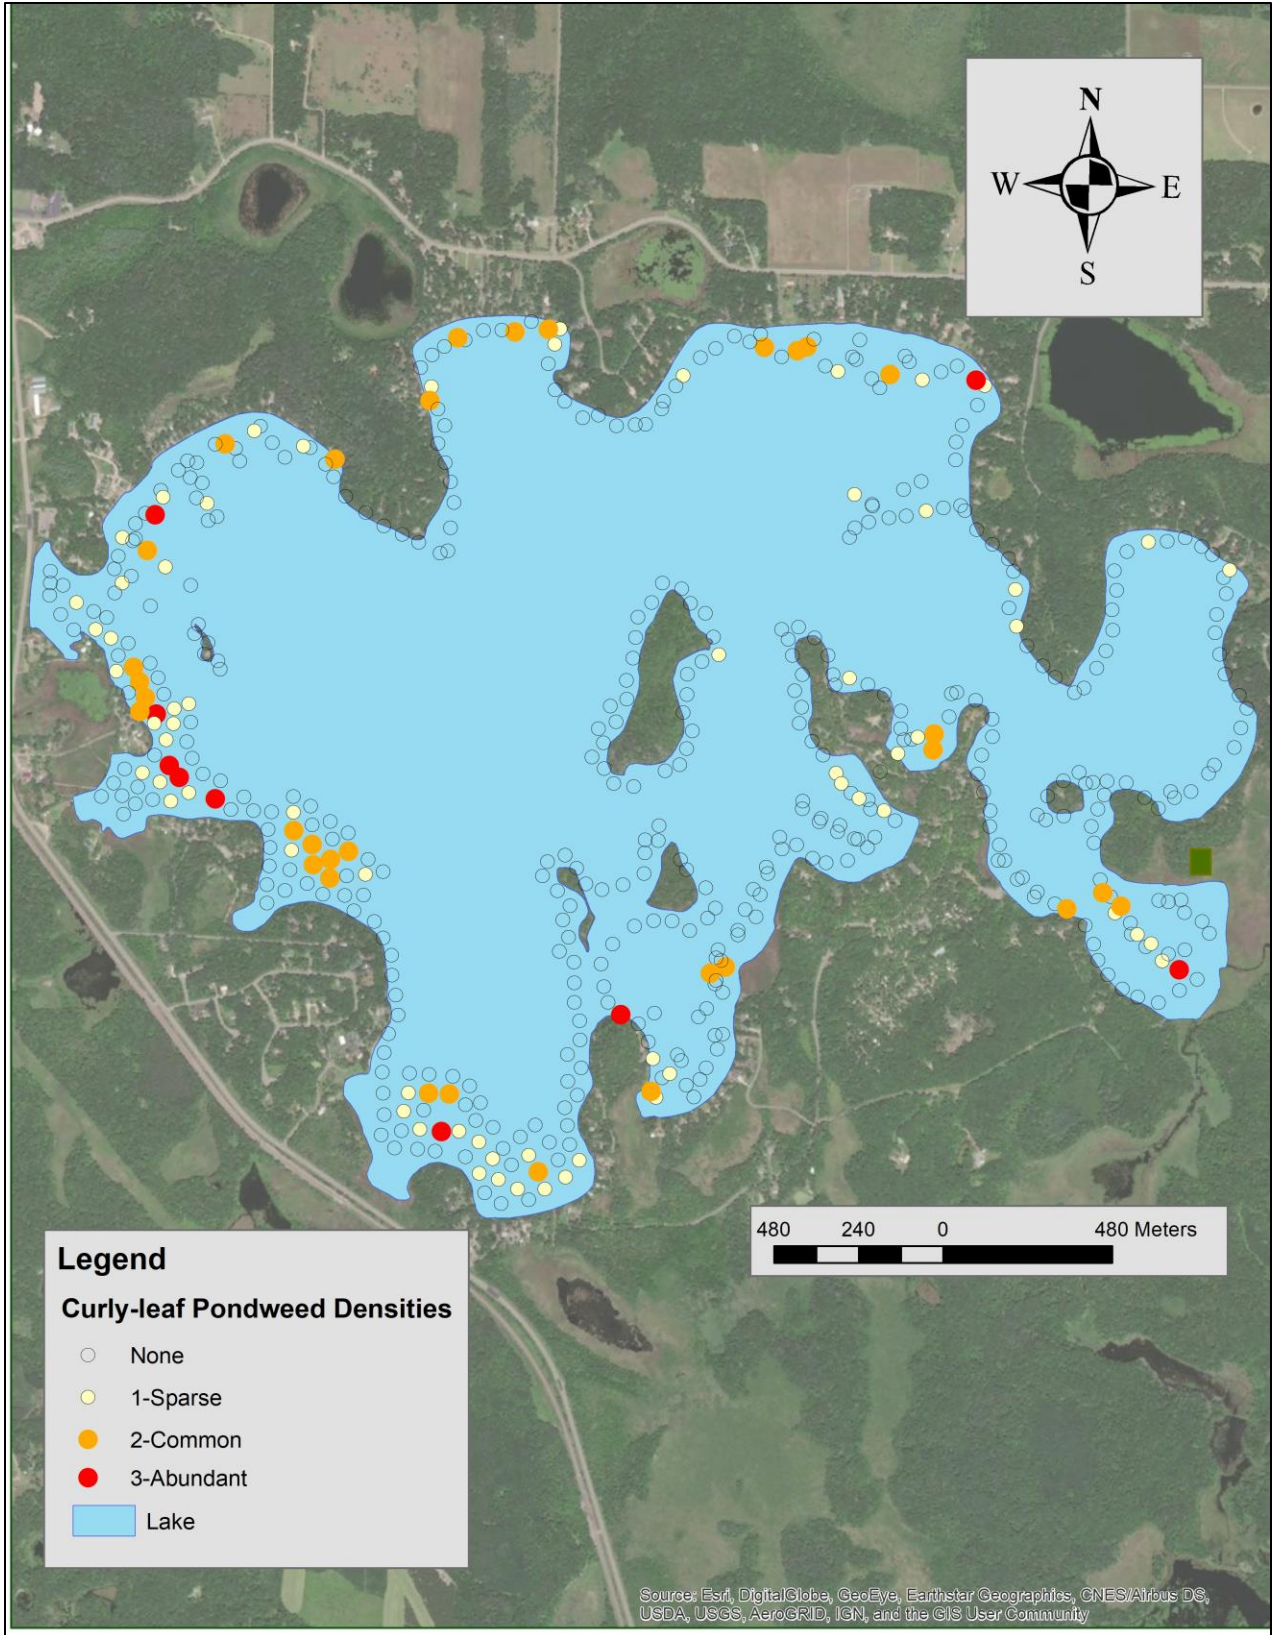 N
W
E
S
480 240 0 480 Meters
Legend
Curly-leaf Pondweed Densities
None
1-Sparse
2-Common
3-Abundant
Lake
Source: Esri, DigitalGlobe, GeoEye, Earthstar Geographics, CNES/Airbus DS,
USDA, USGS, AeroGRID, IGN, and the GIS User Community